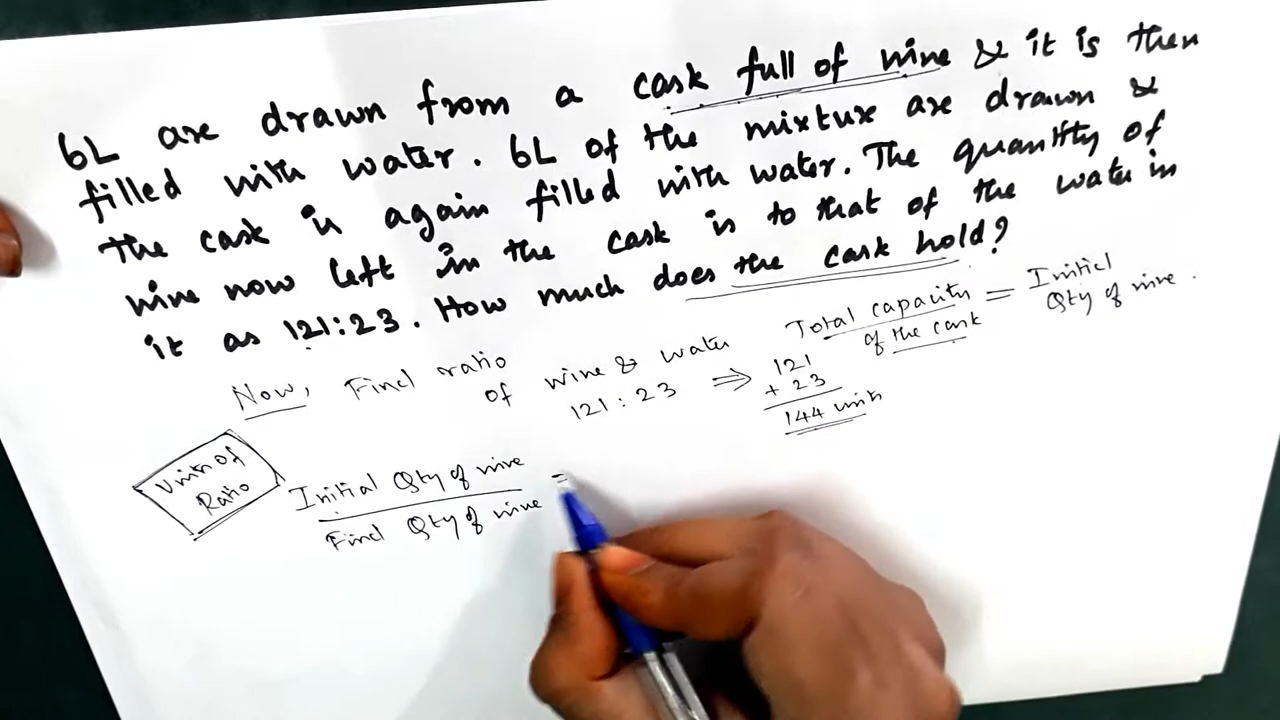 6L are drawn from a cask full of wine & it is then
filled with water. 6L of the mixture are drawn &
the cask is again filled with water. The quantity of
wine now left in the cask is to that of the water in
it as 121:23. How much does the cask hold?
Total capacity of the cask = Initial Qty of wine.
Now, Final ratio of wine & water
121 : 23 ⇒ 121
+ 23
144 units
Units of
Ratio
Initial Qty of wine =
Final Qty of wine